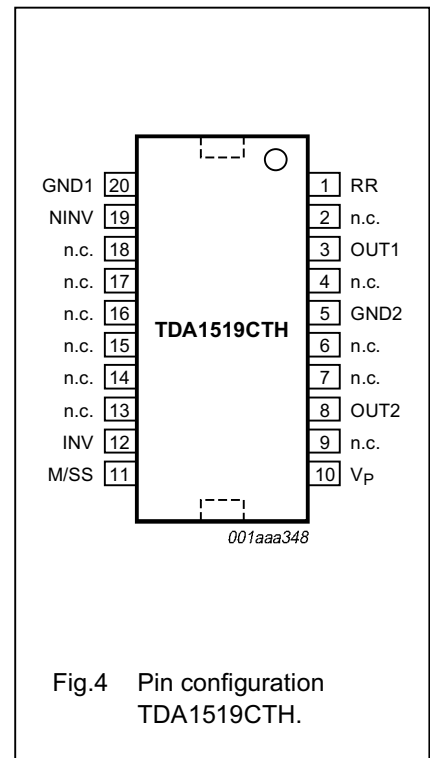 GND1 20 1 RR
NINV 19 2 n.c.
n.c. 18 3 OUT1
n.c. 17 4 n.c.
n.c. 16 5 GND2
n.c. 15 6 n.c.
n.c. 14 7 n.c.
n.c. 13 8 OUT2
INV 12 9 n.c.
M/SS 11 10 VP
TDA1519CTH
001aaa348
Fig.4 Pin configuration
TDA1519CTH.